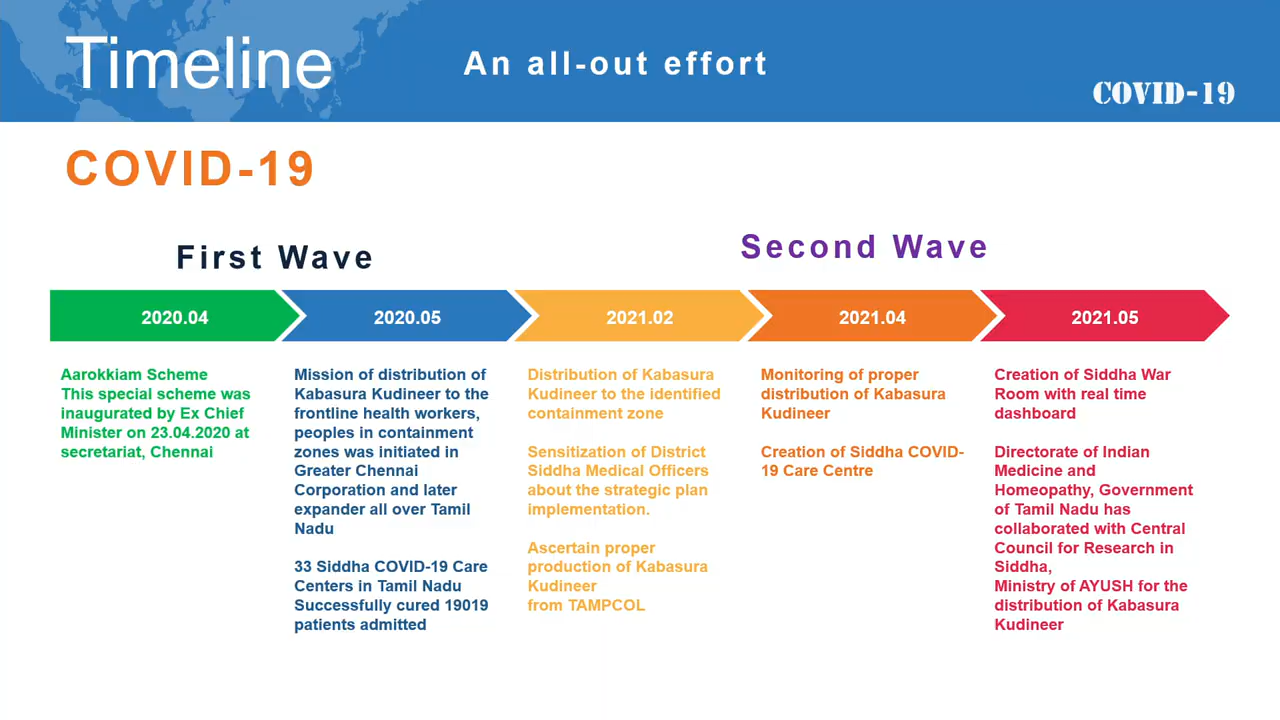 Timeline
An all-out effort
COVID-19
COVID-19
First Wave
Second Wave
2020.04
2020.05
2021.02
2021.04
2021.05
Aarokkiam Scheme
This special scheme was
inaugurated by Ex Chief
Minister on 23.04.2020 at
secretariat, Chennai
Mission of distribution of
Kabasura Kudineer to the
frontline health workers,
peoples in containment
zones was initiated in
Greater Chennai
Corporation and later
expander all over Tamil
Nadu
33 Siddha COVID-19 Care
Centers in Tamil Nadu
Successfully cured 19019
patients admitted
Distribution of Kabasura
Kudineer to the identified
containment zone
Sensitization of District
Siddha Medical Officers
about the strategic plan
implementation.
Ascertain proper
production of Kabasura
Kudineer
from TAMPCOL
Monitoring of proper
distribution of Kabasura
Kudineer
Creation of Siddha COVID-
19 Care Centre
Creation of Siddha War
Room with real time
dashboard
Directorate of Indian
Medicine and
Homeopathy, Government
of Tamil Nadu has
collaborated with Central
Council for Research in
Siddha,
Ministry of AYUSH for the
distribution of Kabasura
Kudineer